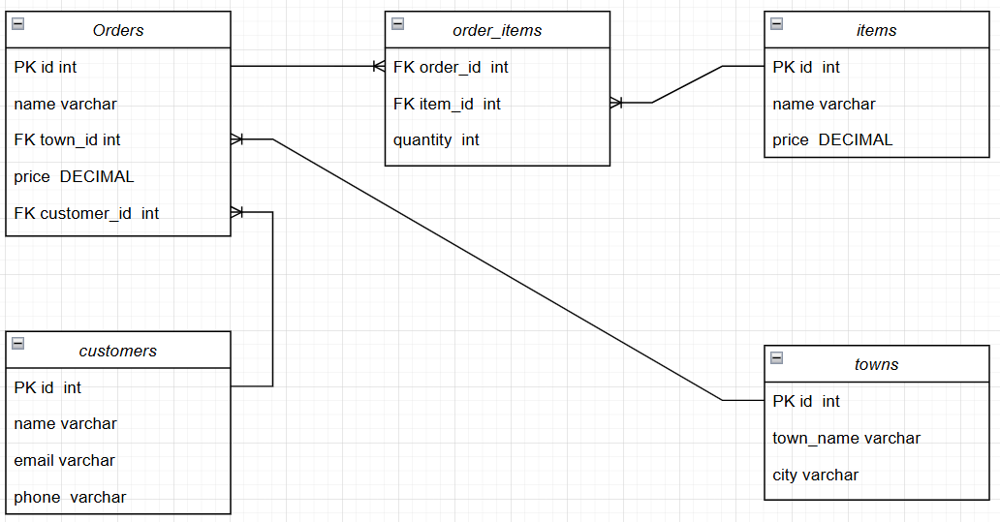 Orders
PK id int
name varchar
FK town_id int
price DECIMAL
FK customer_id int
order_items
FK order_id int
FK item_id int
quantity int
items
PK id int
name varchar
price DECIMAL
customers
PK id int
name varchar
email varchar
phone varchar
towns
PK id int
town_name varchar
city varchar